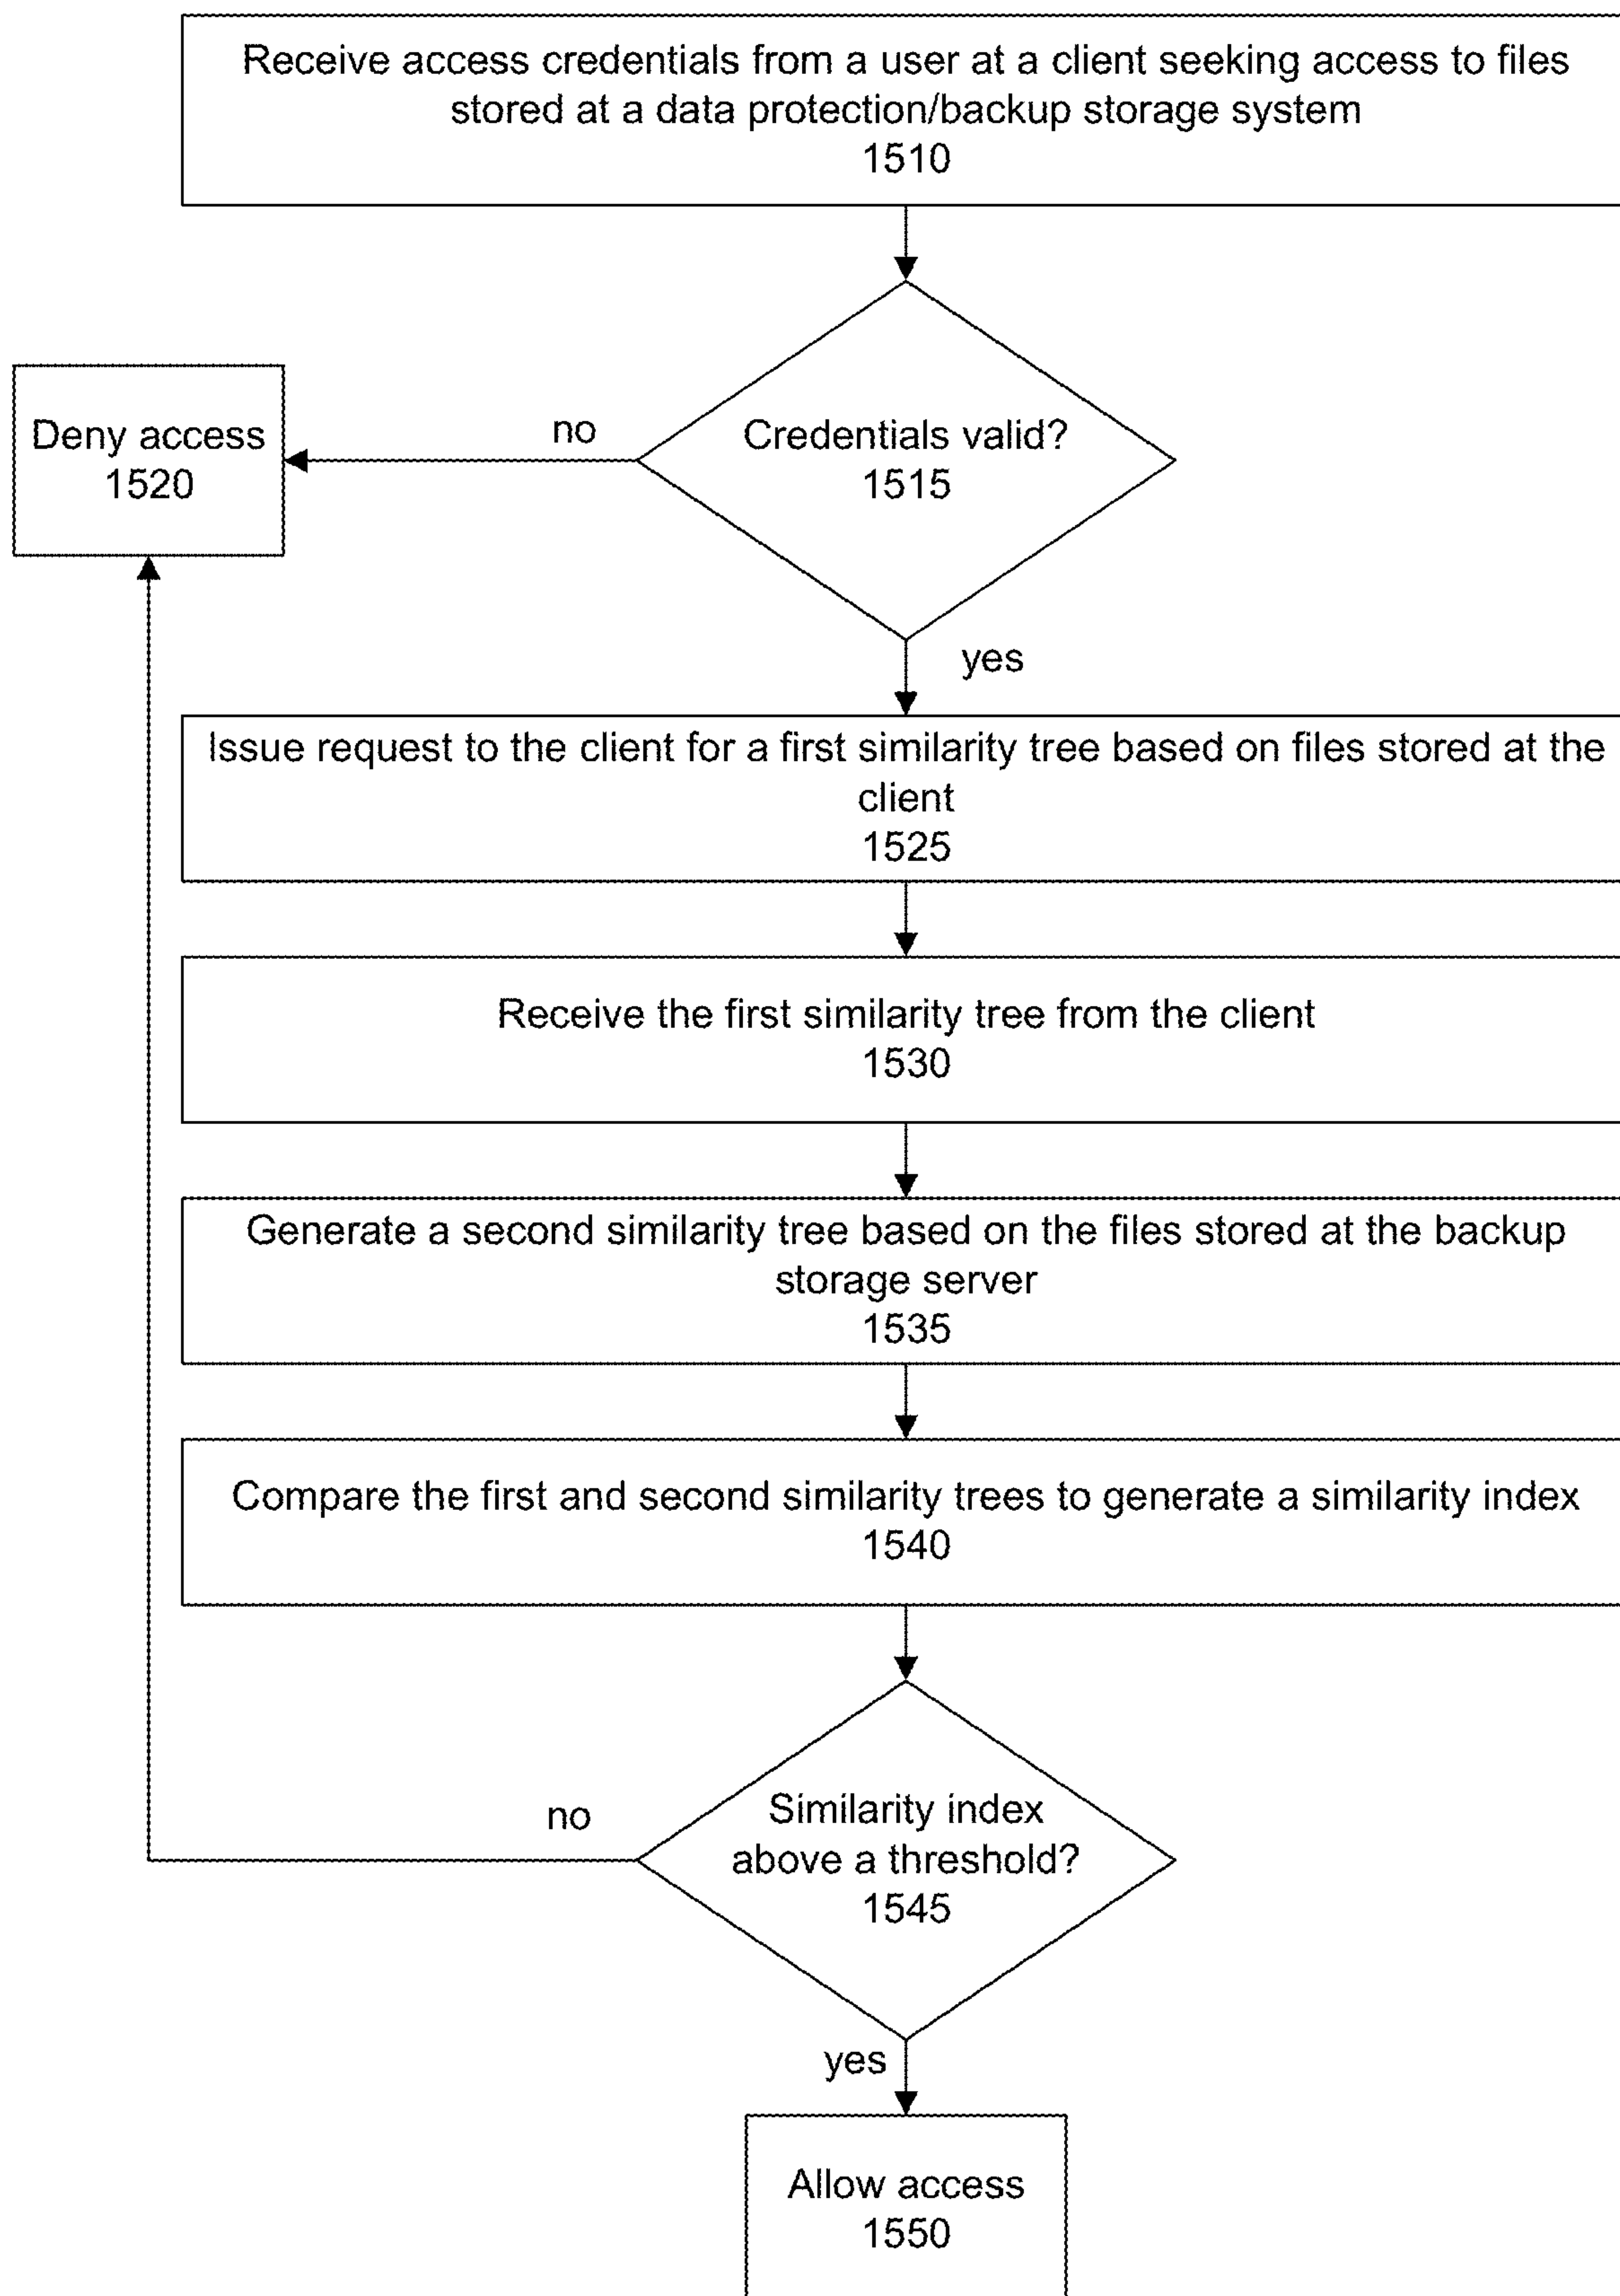 Receive access credentials from a user at a client seeking access to files
stored at a data protection/backup storage system
1510
Deny access
1520
no
Credentials valid?
1515
yes
Issue request to the client for a first similarity tree based on files stored at the
client
1525
Receive the first similarity tree from the client
1530
Generate a second similarity tree based on the files stored at the backup
storage server
1535
Compare the first and second similarity trees to generate a similarity index
1540
no
Similarity index
above a threshold?
1545
yes
Allow access
1550